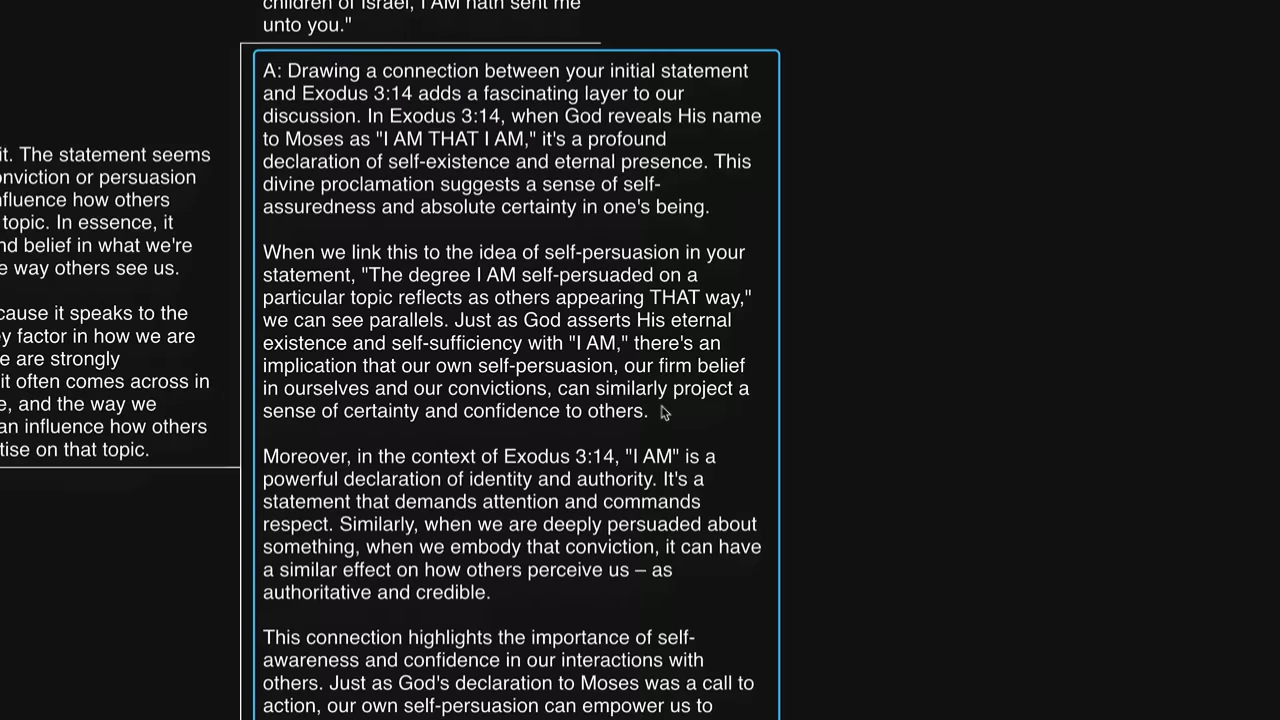 children of Israel, I AM hath sent me
unto you."
it. The statement seems
onviction or persuasion
nfluence how others
topic. In essence, it
nd belief in what we're
e way others see us.
cause it speaks to the
ey factor in how we are
e are strongly
it often comes across in
e, and the way we
an influence how others
tise on that topic.
A: Drawing a connection between your initial statement
and Exodus 3:14 adds a fascinating layer to our
discussion. In Exodus 3:14, when God reveals His name
to Moses as "I AM THAT I AM," it's a profound
declaration of self-existence and eternal presence. This
divine proclamation suggests a sense of self-
assuredness and absolute certainty in one's being.
When we link this to the idea of self-persuasion in your
statement, "The degree I AM self-persuaded on a
particular topic reflects as others appearing THAT way,"
we can see parallels. Just as God asserts His eternal
existence and self-sufficiency with "I AM," there's an
implication that our own self-persuasion, our firm belief
in ourselves and our convictions, can similarly project a
sense of certainty and confidence to others.
Moreover, in the context of Exodus 3:14, "I AM" is a
powerful declaration of identity and authority. It's a
statement that demands attention and commands
respect. Similarly, when we are deeply persuaded about
something, when we embody that conviction, it can have
a similar effect on how others perceive us – as
authoritative and credible.
This connection highlights the importance of self-
awareness and confidence in our interactions with
others. Just as God's declaration to Moses was a call to
action, our own self-persuasion can empower us to